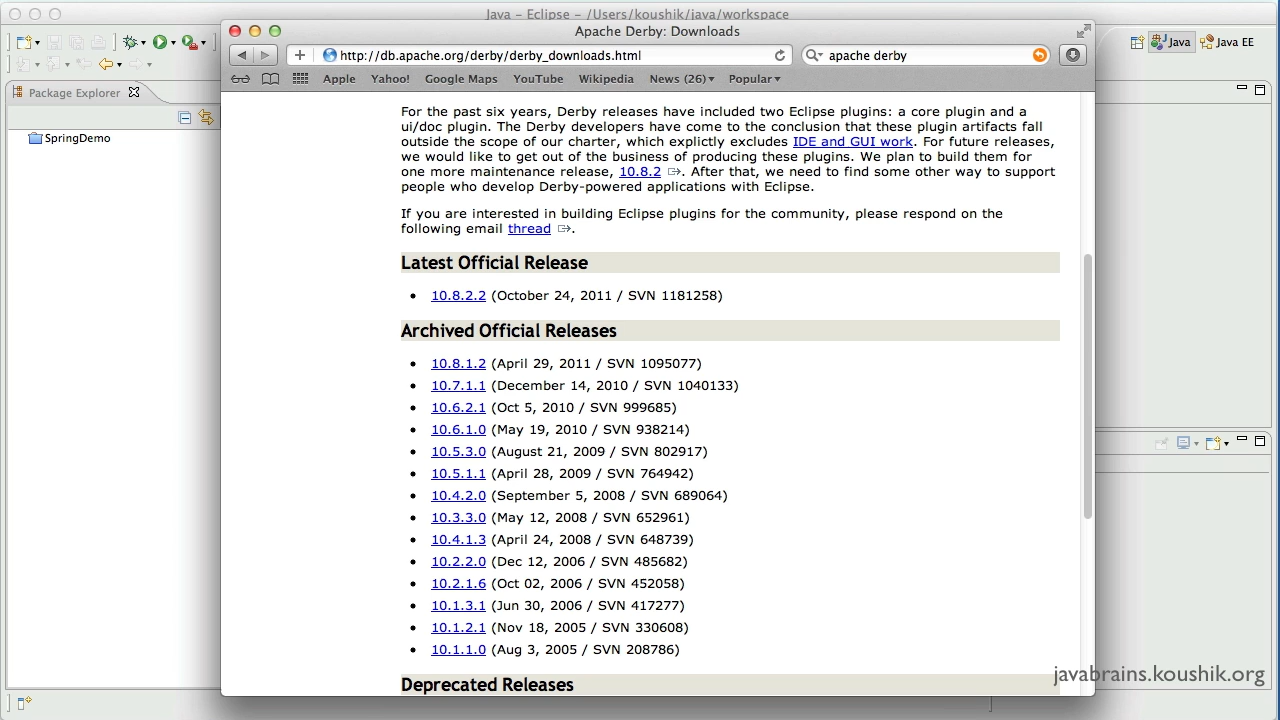 Java – Eclipse – /Users/koushik/java/workspace
Apache Derby: Downloads
http://db.apache.org/derby/derby_downloads.html
apache derby
Java
Java EE
Apple
Yahoo!
Google Maps
YouTube
Wikipedia
News (26)▾
Popular▾
Package Explorer
SpringDemo
For the past six years, Derby releases have included two Eclipse plugins: a core plugin and a
ui/doc plugin. The Derby developers have come to the conclusion that these plugin artifacts fall
outside the scope of our charter, which explictly excludes IDE and GUI work. For future releases,
we would like to get out of the business of producing these plugins. We plan to build them for
one more maintenance release, 10.8.2. After that, we need to find some other way to support
people who develop Derby-powered applications with Eclipse.
If you are interested in building Eclipse plugins for the community, please respond on the
following email thread.
Latest Official Release
• 10.8.2.2 (October 24, 2011 / SVN 1181258)
Archived Official Releases
• 10.8.1.2 (April 29, 2011 / SVN 1095077)
• 10.7.1.1 (December 14, 2010 / SVN 1040133)
• 10.6.2.1 (Oct 5, 2010 / SVN 999685)
• 10.6.1.0 (May 19, 2010 / SVN 938214)
• 10.5.3.0 (August 21, 2009 / SVN 802917)
• 10.5.1.1 (April 28, 2009 / SVN 764942)
• 10.4.2.0 (September 5, 2008 / SVN 689064)
• 10.3.3.0 (May 12, 2008 / SVN 652961)
• 10.4.1.3 (April 24, 2008 / SVN 648739)
• 10.2.2.0 (Dec 12, 2006 / SVN 485682)
• 10.2.1.6 (Oct 02, 2006 / SVN 452058)
• 10.1.3.1 (Jun 30, 2006 / SVN 417277)
• 10.1.2.1 (Nov 18, 2005 / SVN 330608)
• 10.1.1.0 (Aug 3, 2005 / SVN 208786)
Deprecated Releases
javabrains.koushik.org